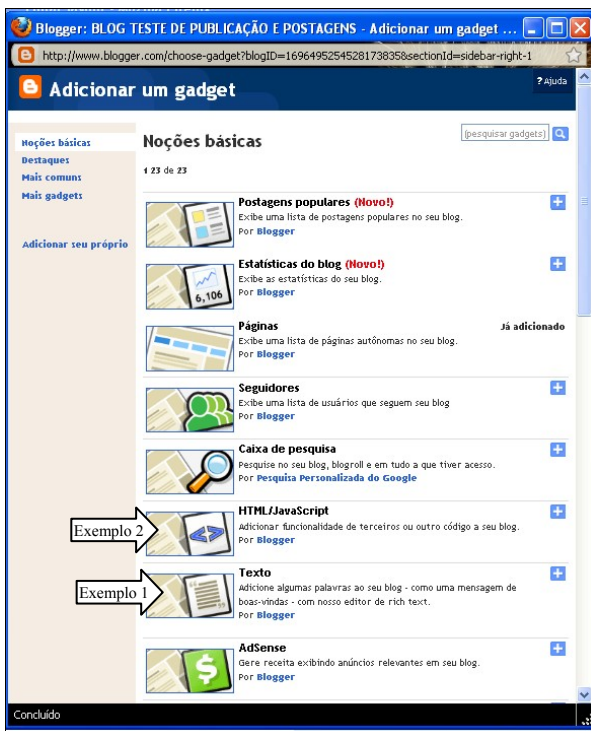 Blogger: BLOG TESTE DE PUBLICAÇÃO E POSTAGENS - Adicionar um gadget ...
http://www.blogger.com/choose-gadget?blogID=1696495254528173835&sectionId=sidebar-right-1
Adicionar um gadget
? Ajuda
Noções básicas
Destaques
Mais comuns
Mais gadgets
Adicionar seu próprio
Noções básicas
(pesquisar gadgets)
1 23 de 23
Postagens populares (Novo!)
Exibe uma lista de postagens populares no seu blog.
Por Blogger
Estatísticas do blog (Novo!)
Exibe as estatísticas do seu blog.
Por Blogger
6,106
Páginas
Já adicionado
Exibe uma lista de páginas autônomas no seu blog.
Por Blogger
Seguidores
Exibe uma lista de usuários que seguem seu blog
Por Blogger
Caixa de pesquisa
Pesquise no seu blog, blogroll e em tudo a que tiver acesso.
Por Pesquisa Personalizada do Google
Exemplo 2
HTML/JavaScript
Adicionar funcionalidade de terceiros ou outro código a seu blog.
Por Blogger
Exemplo 1
Texto
Adicione algumas palavras ao seu blog - como uma mensagem de
boas-vindas - com nosso editor de rich text.
Por Blogger
AdSense
Gere receita exibindo anúncios relevantes em seu blog.
Por Blogger
Concluído